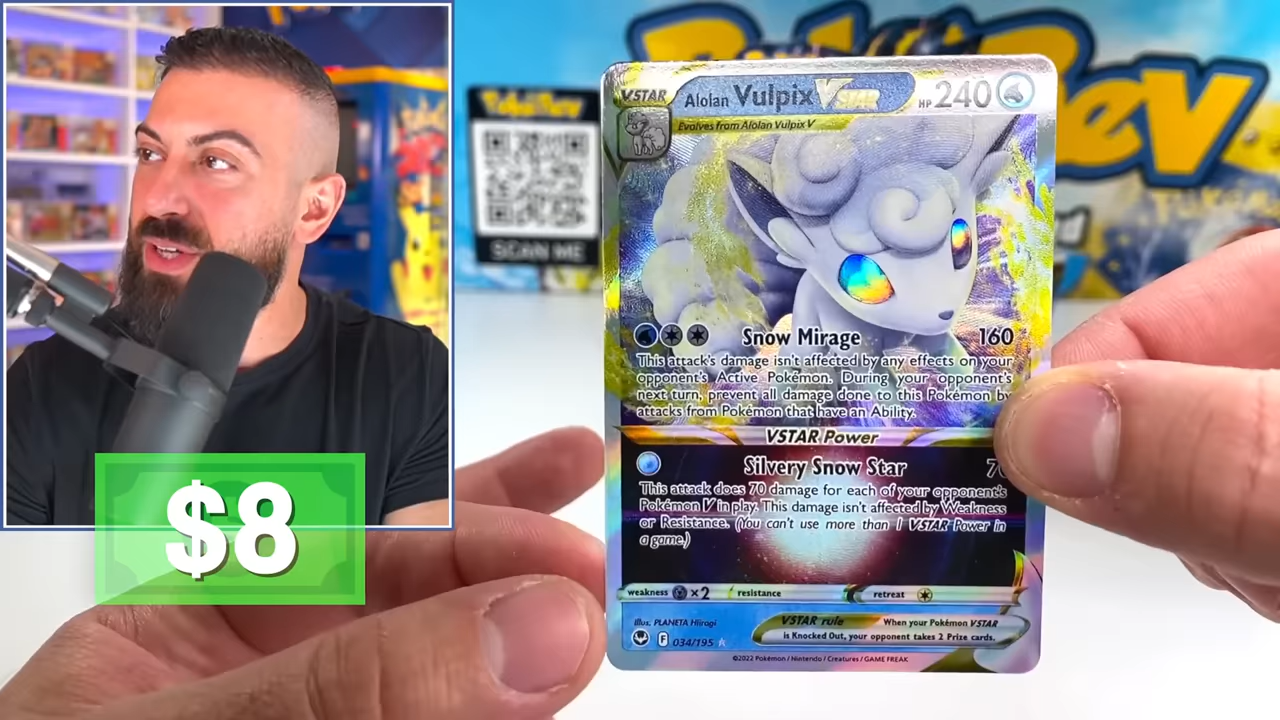 PokéRev
PokeRev
SCAN ME
$8
VSTAR
Alolan Vulpix VSTAR
HP 240
Evolves from Alolan Vulpix V
Snow Mirage 160
This attack's damage isn't affected by any effects on your
opponent's Active Pokémon. During your opponent's
next turn, prevent all damage done to this Pokémon by
attacks from Pokémon that have an Ability.
VSTAR Power
Silvery Snow Star 70
This attack does 70 damage for each of your opponent's
Pokémon V in play. This damage isn't affected by Weakness
or Resistance. (You can't use more than 1 VSTAR Power in
a game.)
weakness ×2 resistance retreat
Illus. PLANETA Hiiragi
F 034/195
VSTAR rule When your Pokémon VSTAR
is Knocked Out, your opponent takes 2 Prize cards.
©2022 Pokémon / Nintendo / Creatures / GAME FREAK